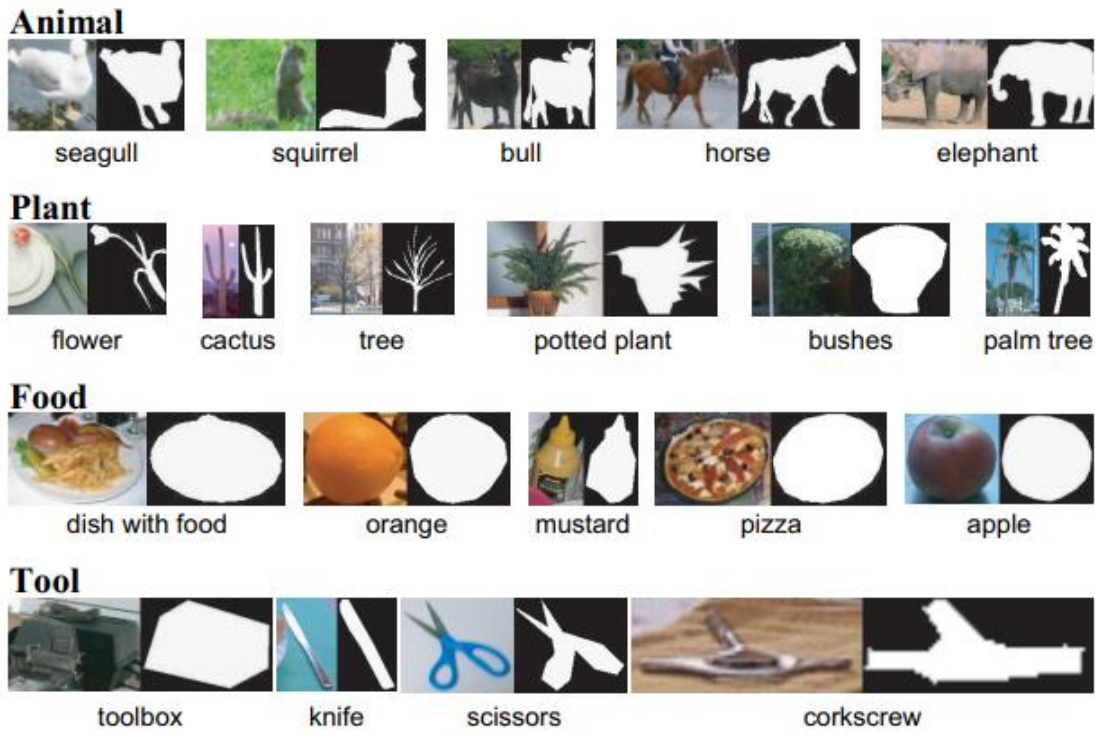 Animal
seagull squirrel bull horse elephant
Plant
flower cactus tree potted plant bushes palm tree
Food
dish with food orange mustard pizza apple
Tool
toolbox knife scissors corkscrew